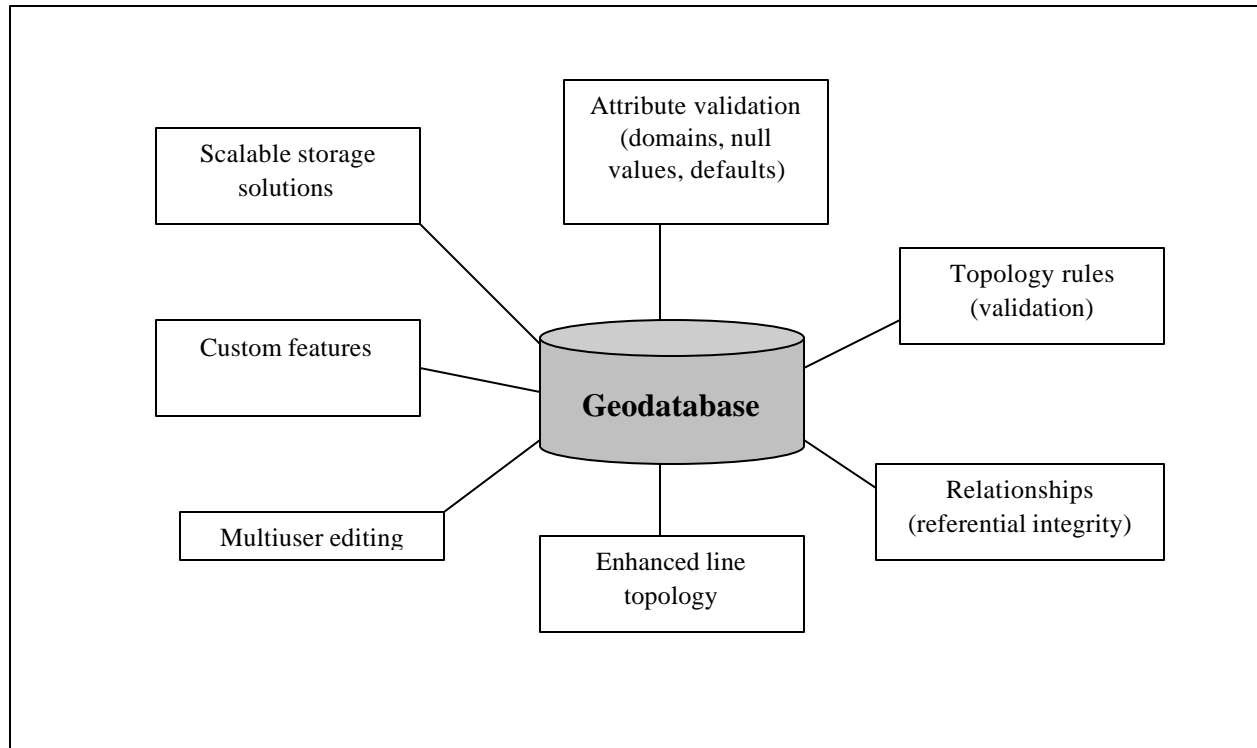 Attribute validation
(domains, null
values, defaults)
Scalable storage
solutions
Topology rules
(validation)
Custom features
Geodatabase
Relationships
(referential integrity)
Multiuser editing
Enhanced line
topology